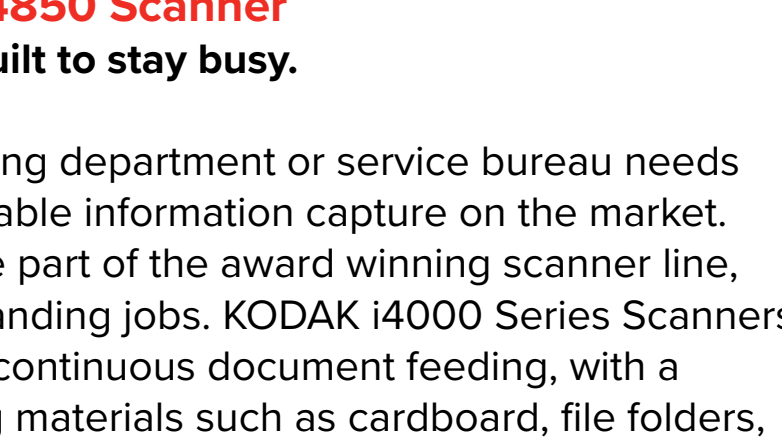 4850 Scanner
uilt to stay busy.
ng department or service bureau needs
able information capture on the market.
part of the award winning scanner line,
anding jobs. KODAK i4000 Series Scanners
continuous document feeding, with a
materials such as cardboard, file folders,